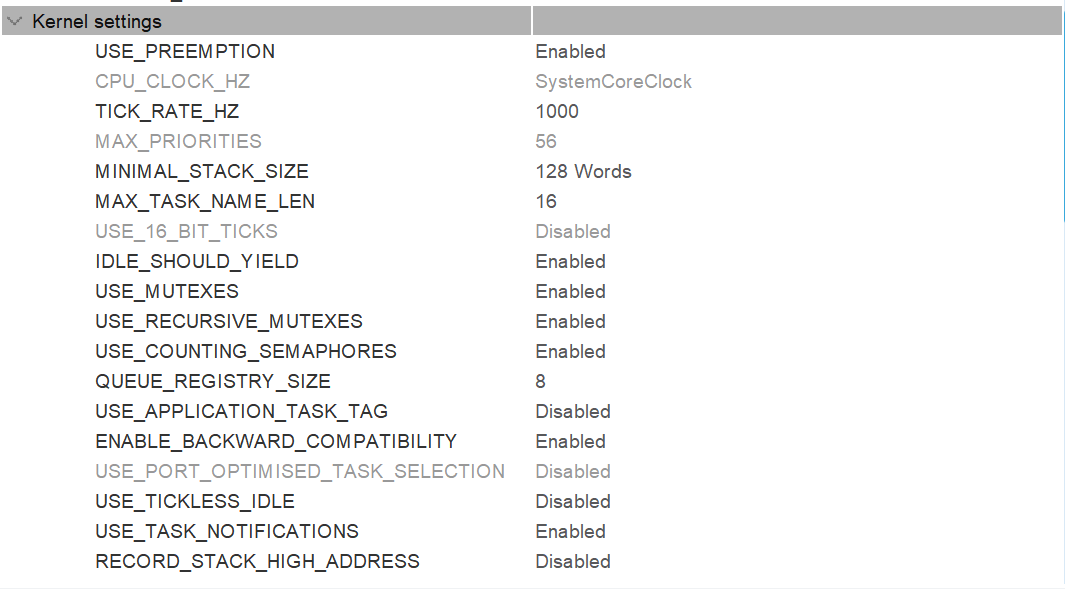 Kernel settings
USE_PREEMPTION Enabled
CPU_CLOCK_HZ SystemCoreClock
TICK_RATE_HZ 1000
MAX_PRIORITIES 56
MINIMAL_STACK_SIZE 128 Words
MAX_TASK_NAME_LEN 16
USE_16_BIT_TICKS Disabled
IDLE_SHOULD_YIELD Enabled
USE_MUTEXES Enabled
USE_RECURSIVE_MUTEXES Enabled
USE_COUNTING_SEMAPHORES Enabled
QUEUE_REGISTRY_SIZE 8
USE_APPLICATION_TASK_TAG Disabled
ENABLE_BACKWARD_COMPATIBILITY Enabled
USE_PORT_OPTIMISED_TASK_SELECTION Disabled
USE_TICKLESS_IDLE Disabled
USE_TASK_NOTIFICATIONS Enabled
RECORD_STACK_HIGH_ADDRESS Disabled